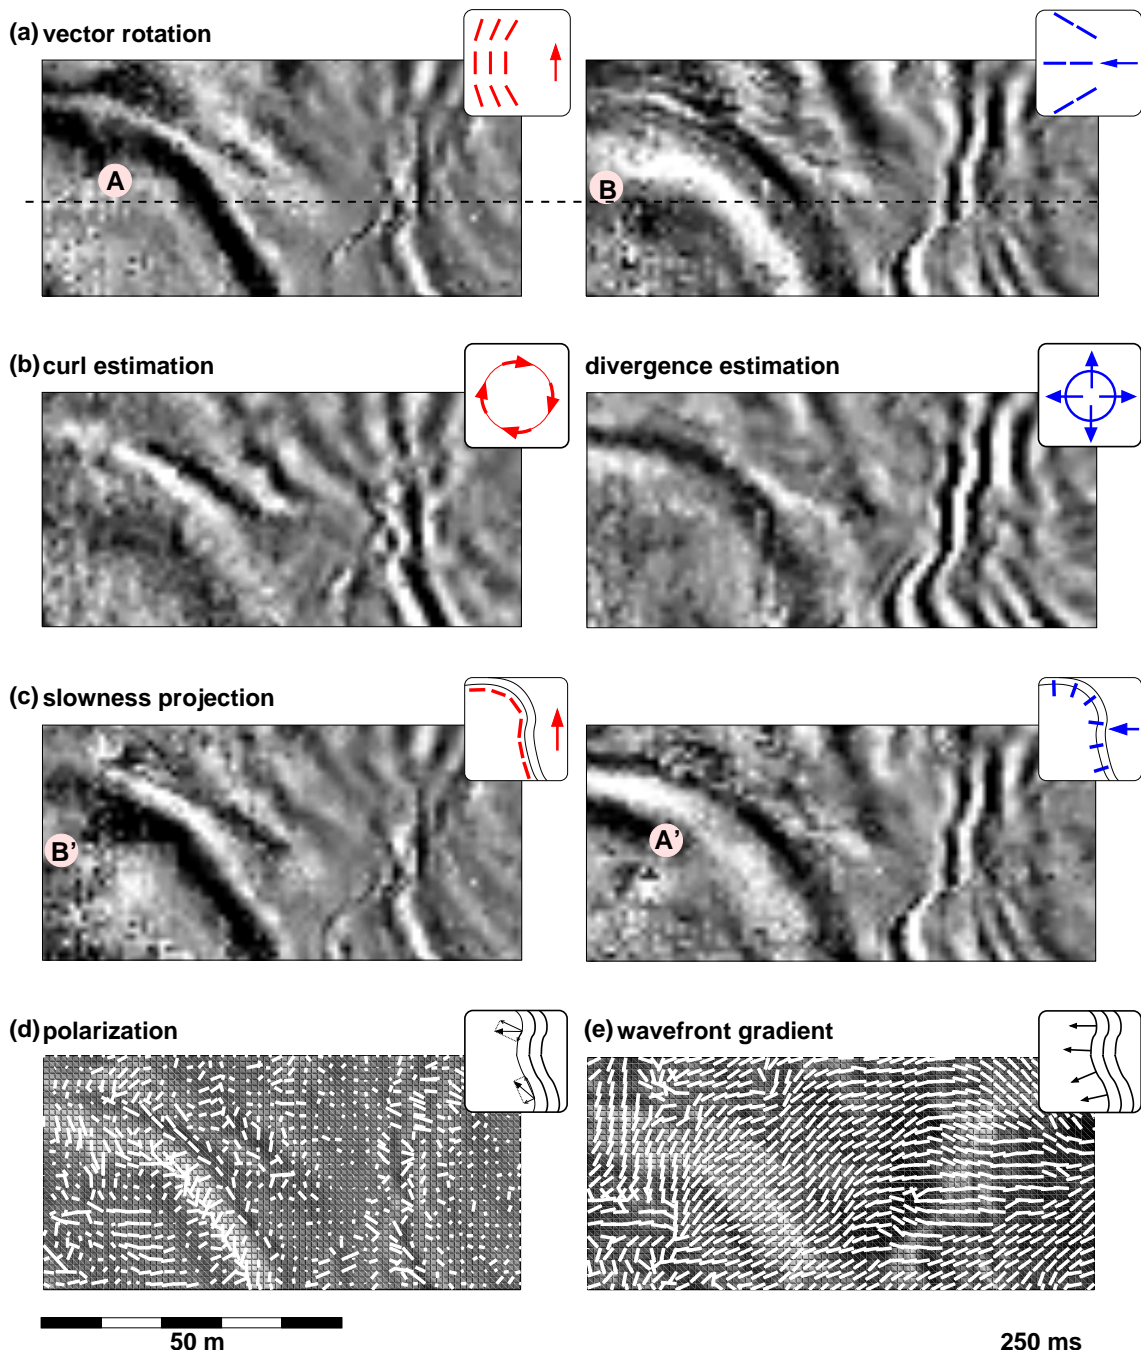 (a) vector rotation
A
B
(b) curl estimation
divergence estimation
(c) slowness projection
B’
A’
(d) polarization
(e) wavefront gradient
50 m
250 ms